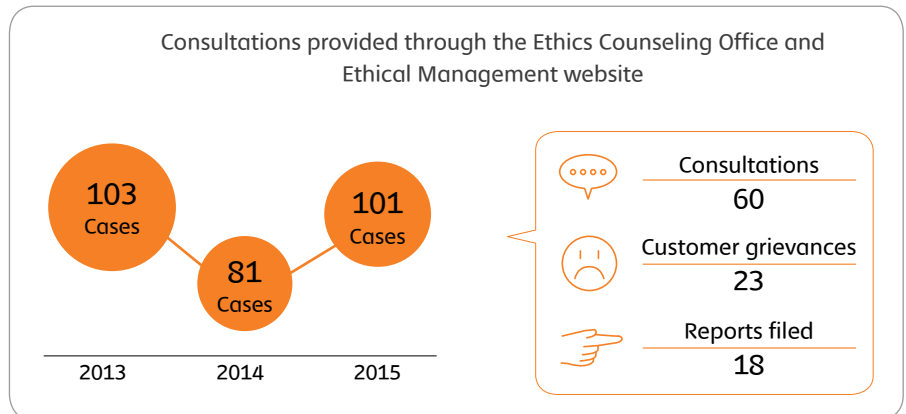 Consultations provided through the Ethics Counseling Office and
Ethical Management website
103
Cases
81
Cases
101
Cases
2013
2014
2015
Consultations
60
Customer grievances
23
Reports filed
18